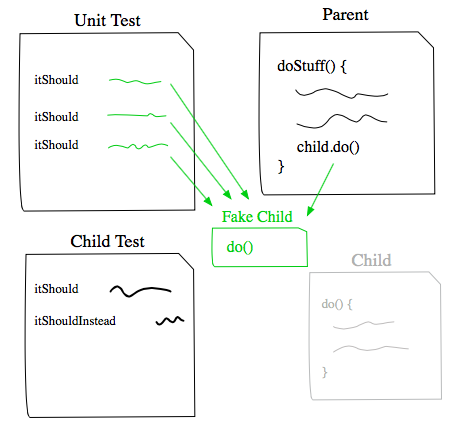 Unit Test
itShould
itShould
itShould
Parent
doStuff() {
child.do()
}
Fake Child
do()
Child Test
itShould
itShouldInstead
Child
do() {
}